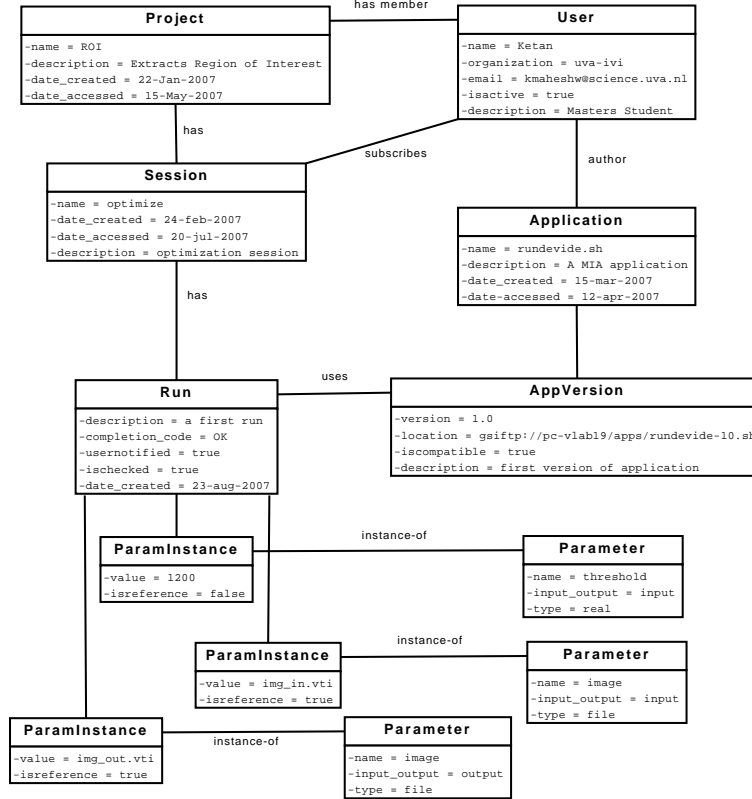 Project
-name = ROI
-description = Extracts Region of Interest
-date_created = 22-Jan-2007
-date_accessed = 15-May-2007
has member
User
-name = Ketan
-organization = uva-ivi
-email = kmaheshw@science.uva.nl
-isactive = true
-description = Masters Student
has
subscribes
author
Session
-name = optimize
-date_created = 24-feb-2007
-date_accessed = 20-jul-2007
-description = optimization session
Application
-name = rundevide.sh
-description = A MIA application
-date_created = 15-mar-2007
-date-accessed = 12-apr-2007
has
Run
-description = a first run
-completion_code = OK
-usernotified = true
-ischecked = true
-date_created = 23-aug-2007
uses
AppVersion
-version = 1.0
-location = gsiftp://pc-vlab19/apps/rundevide-10.sh
-iscompatible = true
-description = first version of application
ParamInstance
-value = 1200
-isreference = false
instance-of
Parameter
-name = threshold
-input_output = input
-type = real
ParamInstance
-value = img_in.vti
-isreference = true
instance-of
Parameter
-name = image
-input_output = input
-type = file
ParamInstance
-value = img_out.vti
-isreference = true
instance-of
Parameter
-name = image
-input_output = output
-type = file